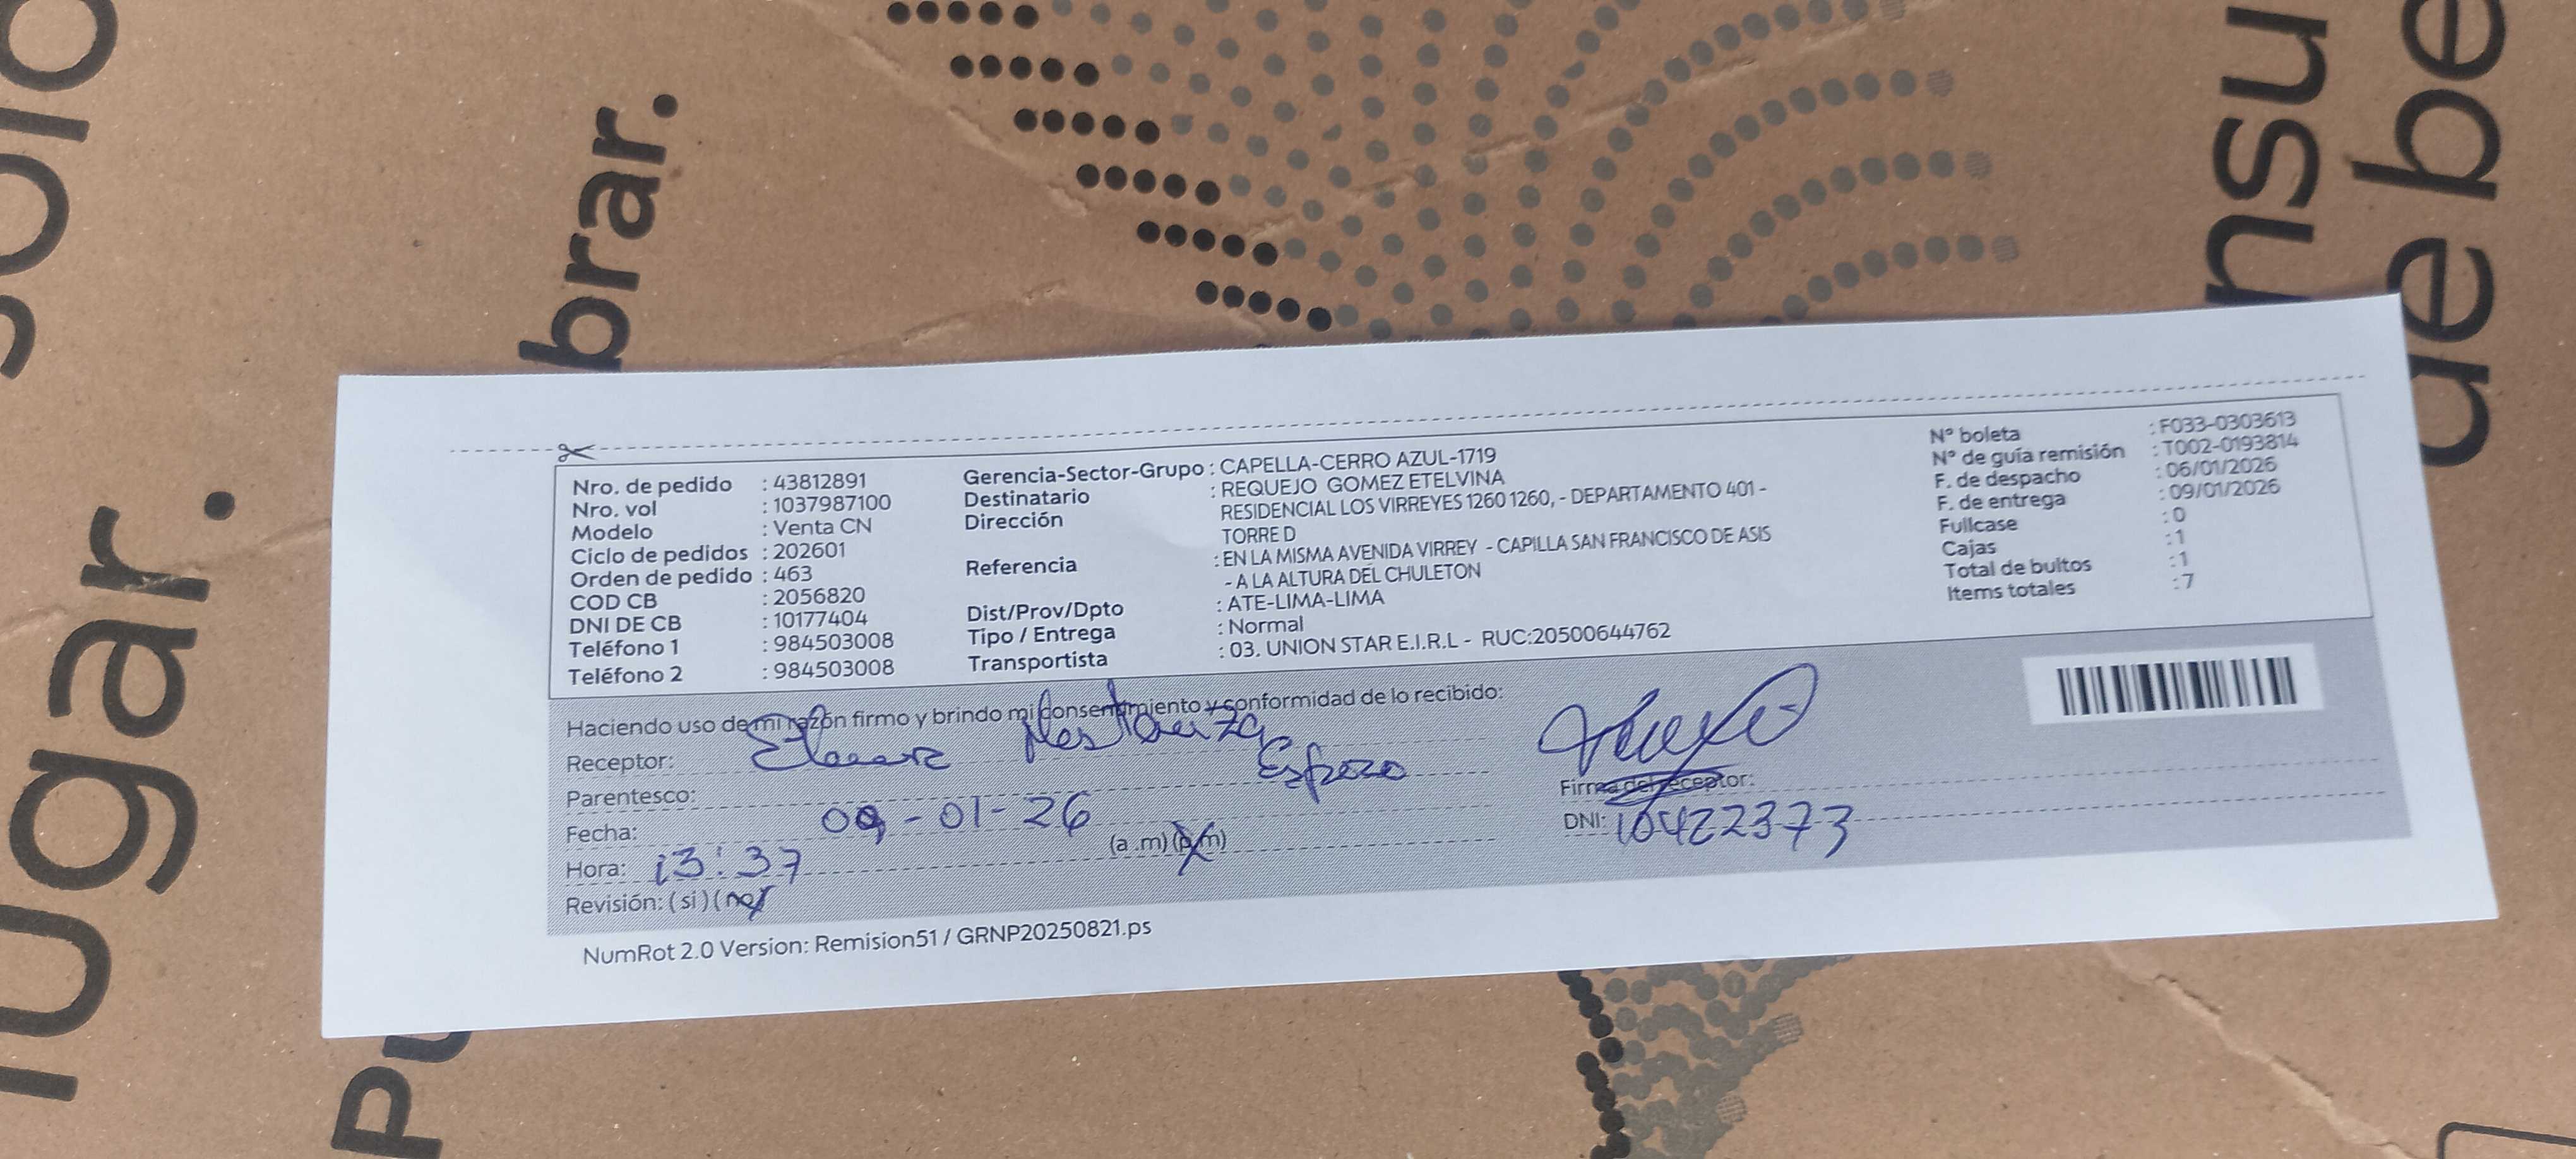 Nro. de pedido : 43812891
Nro. vol : 1037987100
Modelo : Venta CN
Ciclo de pedidos : 202601
Orden de pedido : 463
COD CB : 2056820
DNI DE CB : 10177404
Teléfono 1 : 984503008
Teléfono 2 : 984503008
Gerencia-Sector-Grupo : CAPELLA-CERRO AZUL-1719
Destinatario : REQUEJO GOMEZ ETELVINA
Dirección RESIDENCIAL LOS VIRREYES 1260 1260, - DEPARTAMENTO 401 -
TORRE D
Referencia : EN LA MISMA AVENIDA VIRREY - CAPILLA SAN FRANCISCO DE ASIS
- A LA ALTURA DEL CHULETON
Dist/Prov/Dpto : ATE-LIMA-LIMA
Tipo / Entrega : Normal
Transportista : 03. UNION STAR E.I.R.L - RUC:20500644762
N° boleta : F033-0303613
N° de guía remisión : T002-0193814
F. de despacho : 06/01/2026
F. de entrega : 09/01/2026
Fullcase : 0
Cajas : 1
Total de bultos : 1
Items totales : 7
Haciendo uso de mi razón firmo y brindo mi consentimiento y conformidad de lo recibido:
Receptor:
Parentesco: Esposo
Fecha: 09-01-26
Hora: 13:37 (a .m) (p.m)
Revisión: (si) (no)
Firma del receptor:
DNI: 10422373
NumRot 2.0 Version: Remision51 / GRNP20250821.ps
lugar.
brar.
de be